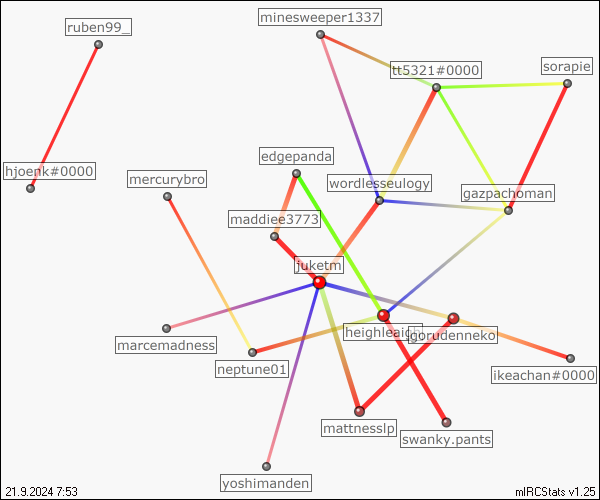 minesweeper1337
ruben99_
sorapie
tt5321#0000
edgepanda
hjoenk#0000
mercurybro
wordlesseulogy
gazpachoman
maddiee3773
juketm
gorudenneko
marcemadness
neptune01
ikeachan#0000
mattnesslp
swanky.pants
yoshimanden
21.9.2024 7:53
mIRCStats v1.25